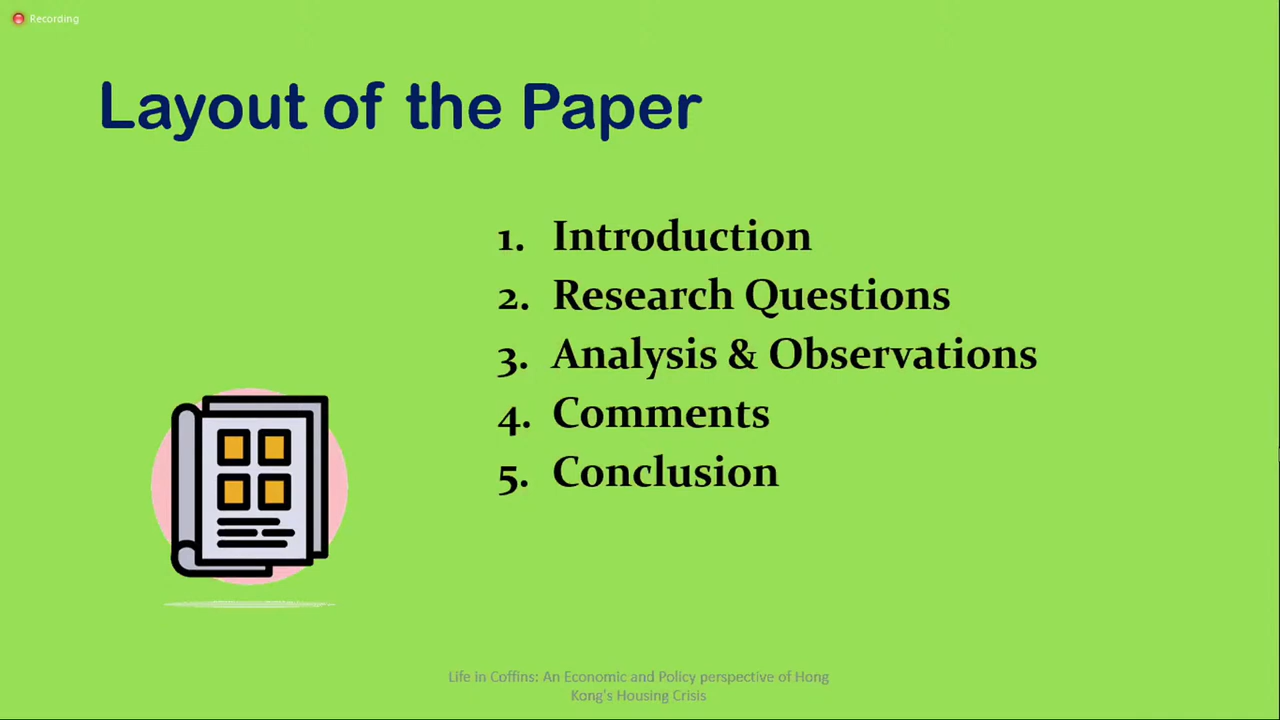 Recording
Layout of the Paper
1. Introduction
2. Research Questions
3. Analysis & Observations
4. Comments
5. Conclusion
Life in Coffins: An Economic and Policy perspective of Hong
Kong's Housing Crisis